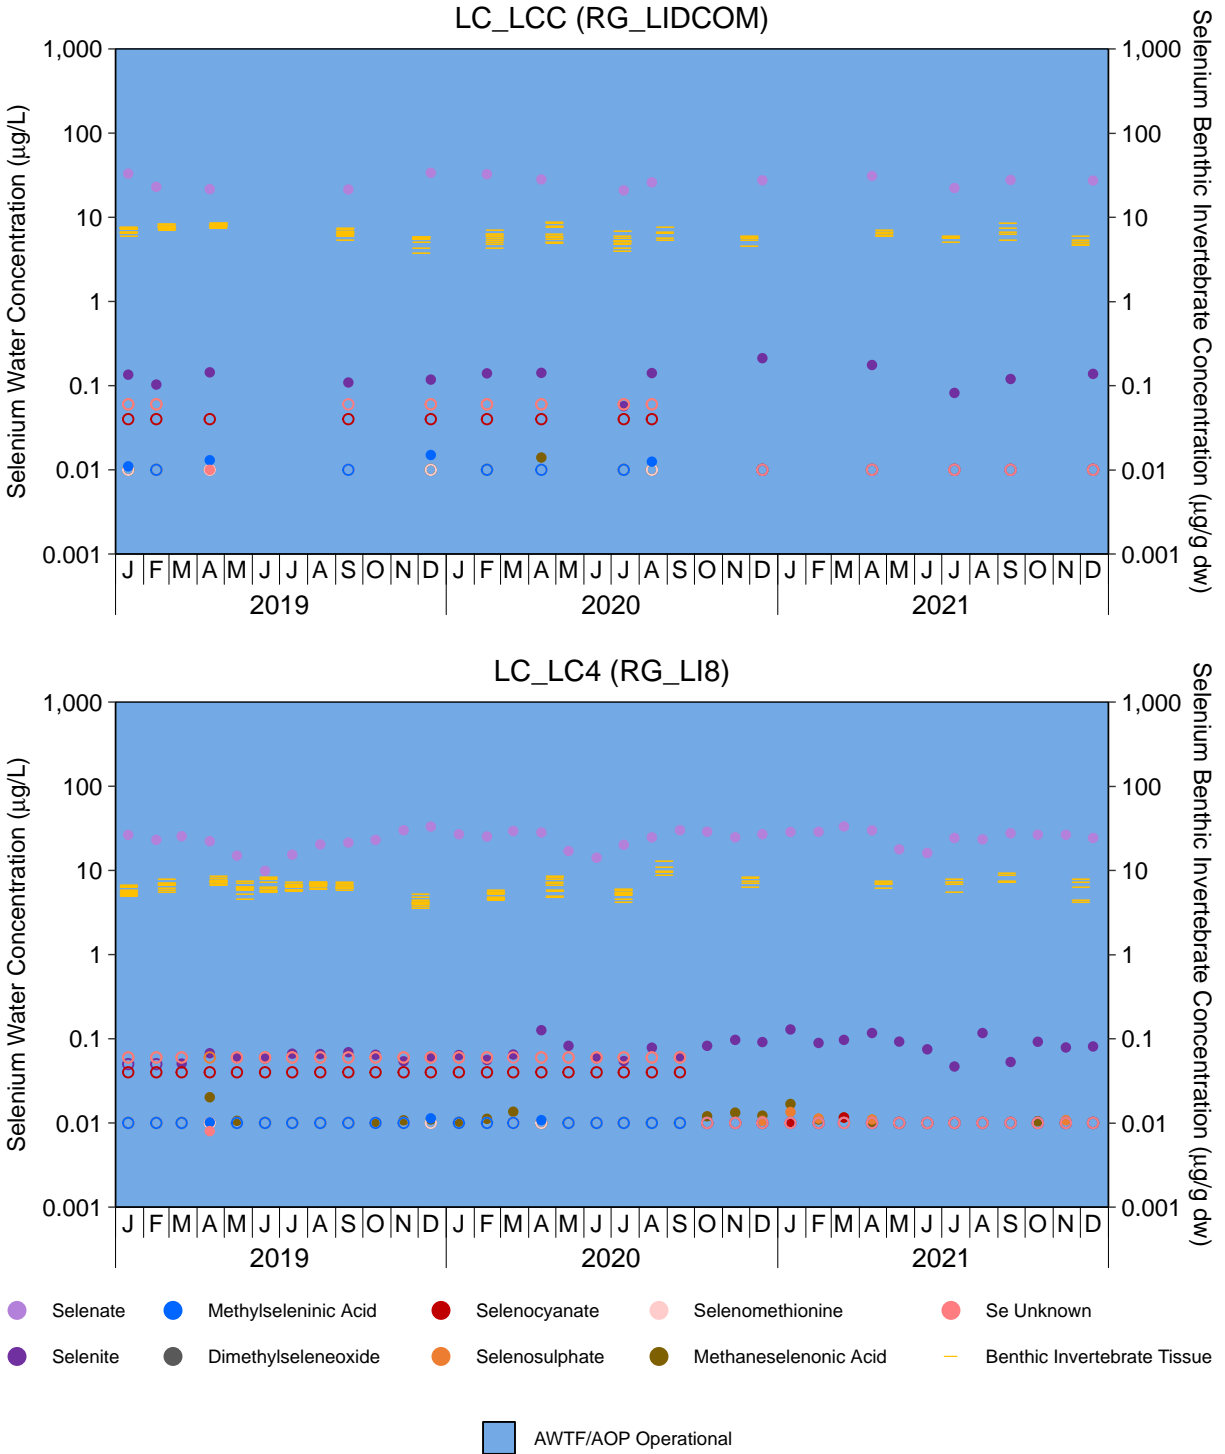 LC_LCC (RG_LIDCOM)
Selenium Water Concentration (µg/L)
Selenium Benthic Invertebrate Concentration (µg/g dw)
1,000 1,000
100 100
10 10
1 1
0.1 0.1
0.01 0.01
0.001 0.001
J F M A M J J A S O N D J F M A M J J A S O N D J F M A M J J A S O N D
2019 2020 2021
LC_LC4 (RG_LI8)
Selenium Water Concentration (µg/L)
Selenium Benthic Invertebrate Concentration (µg/g dw)
1,000 1,000
100 100
10 10
1 1
0.1 0.1
0.01 0.01
0.001 0.001
J F M A M J J A S O N D J F M A M J J A S O N D J F M A M J J A S O N D
2019 2020 2021
Selenate Methylseleninic Acid Selenocyanate Selenomethionine Se Unknown
Selenite Dimethylseleneoxide Selenosulphate Methaneselenonic Acid Benthic Invertebrate Tissue
AWTF/AOP Operational